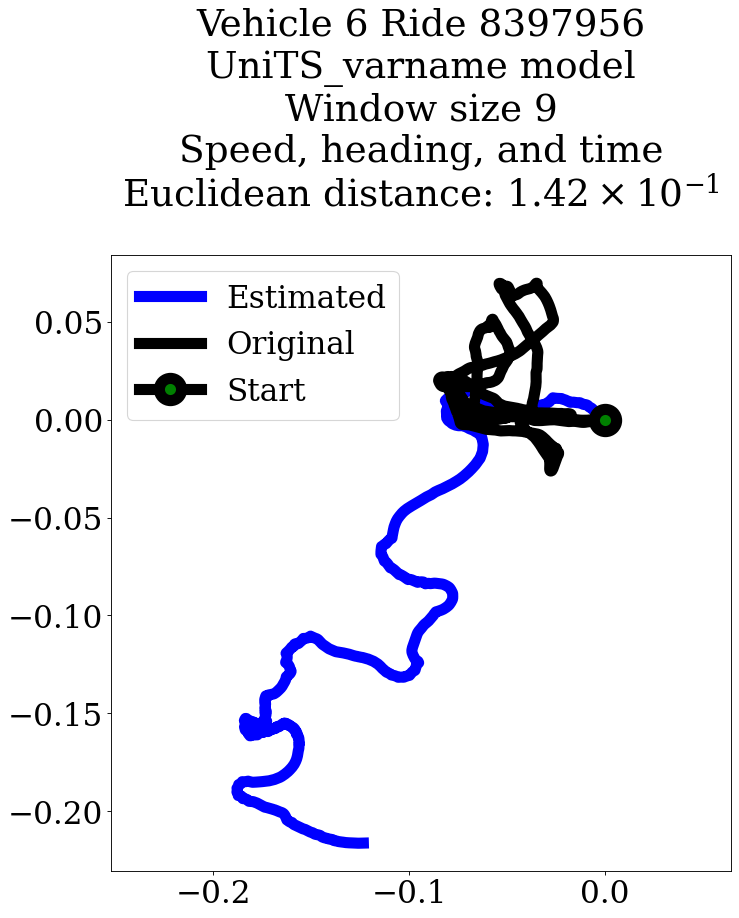 Vehicle 6 Ride 8397956
UniTS_varname model
Window size 9
Speed, heading, and time
Euclidean distance: 1.42 × 10⁻¹
Estimated
Original
Start
0.05
0.00
−0.05
−0.10
−0.15
−0.20
−0.2
−0.1
0.0